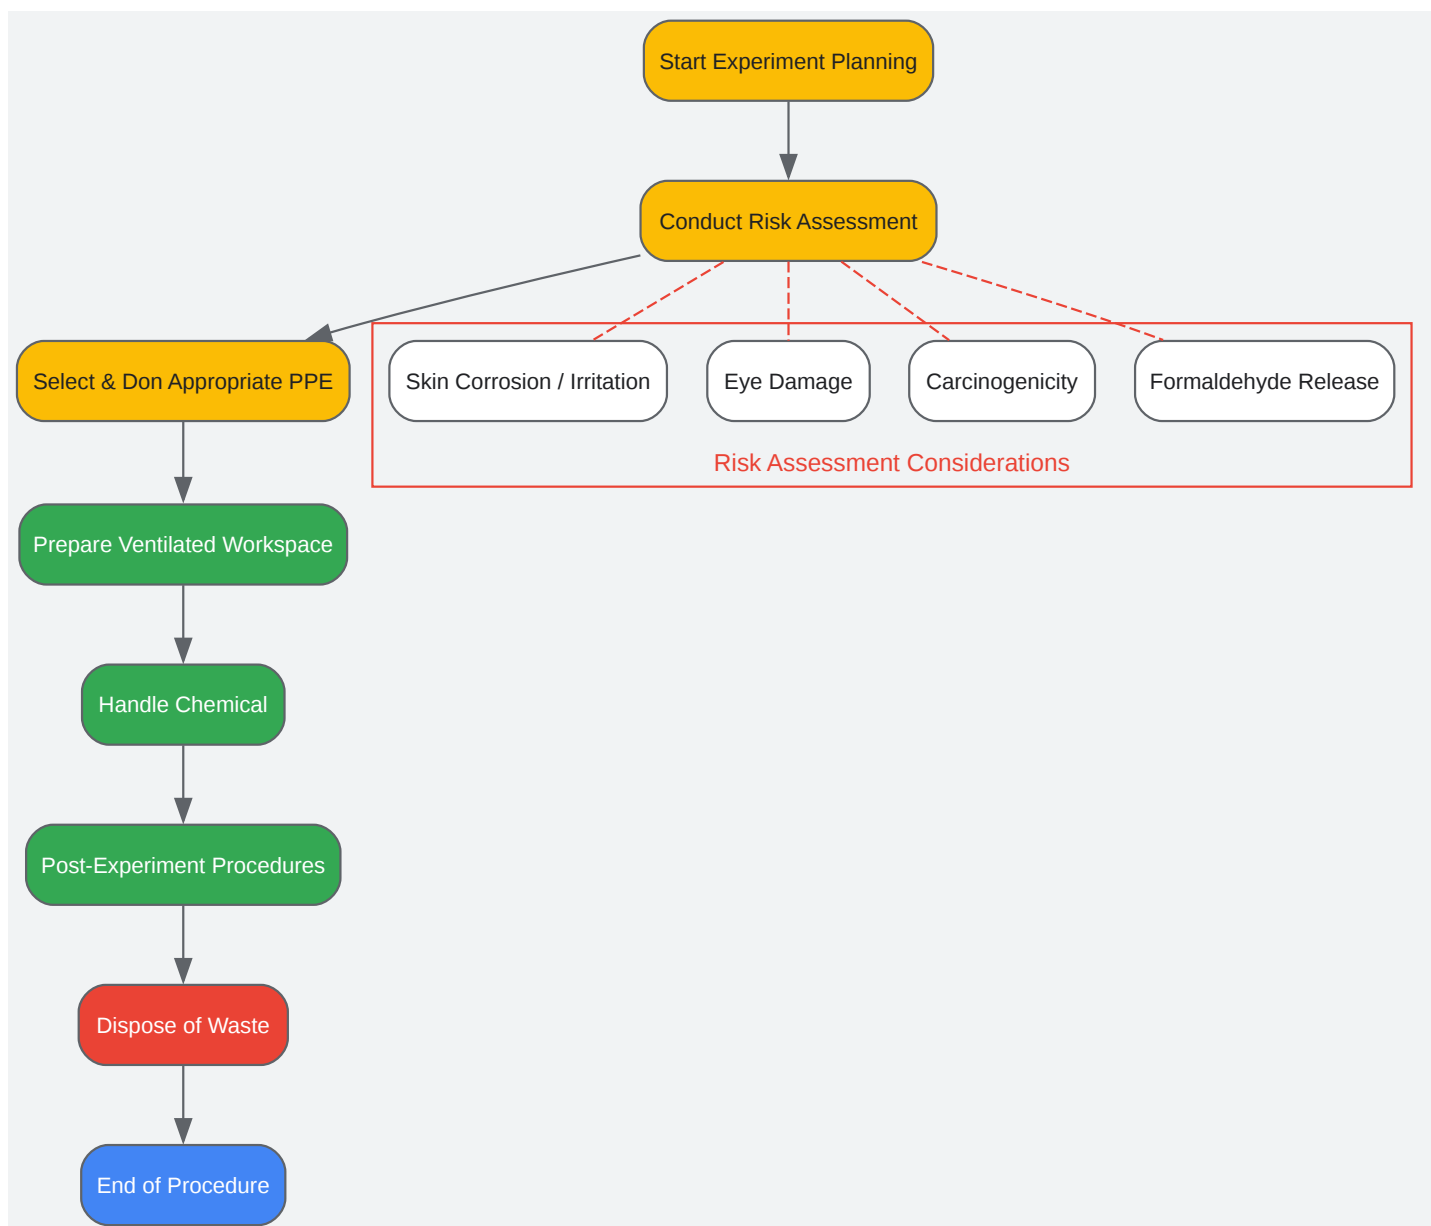 Start Experiment Planning
Conduct Risk Assessment
Select & Don Appropriate PPE
Skin Corrosion / Irritation
Eye Damage
Carcinogenicity
Formaldehyde Release
Risk Assessment Considerations
Prepare Ventilated Workspace
Handle Chemical
Post-Experiment Procedures
Dispose of Waste
End of Procedure